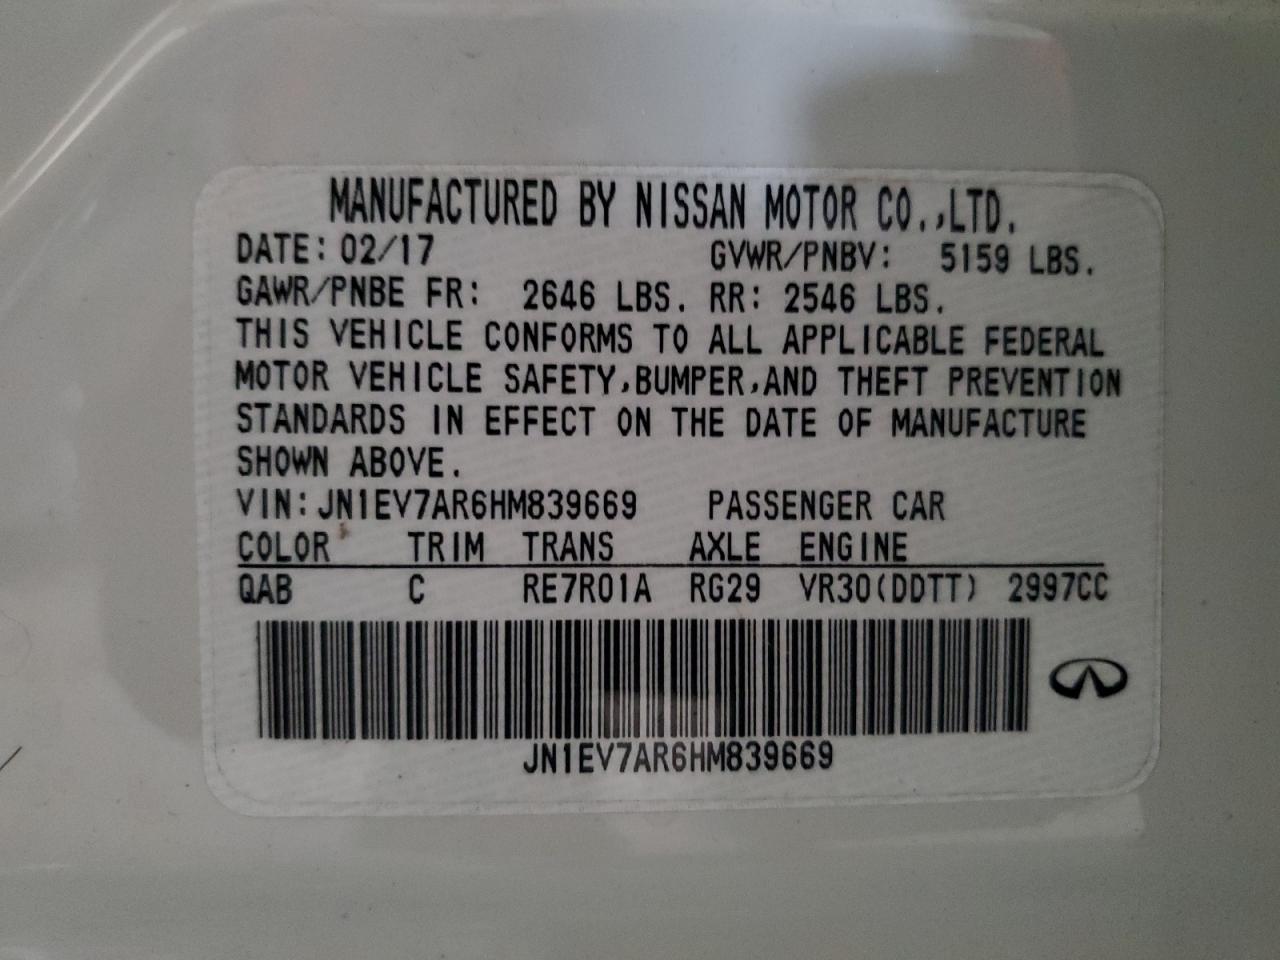 MANUFACTURED BY NISSAN MOTOR CO.,LTD.
DATE: 02/17 GVWR/PNBV: 5159 LBS.
GAWR/PNBE FR: 2646 LBS. RR: 2546 LBS.
THIS VEHICLE CONFORMS TO ALL APPLICABLE FEDERAL
MOTOR VEHICLE SAFETY,BUMPER,AND THEFT PREVENTION
STANDARDS IN EFFECT ON THE DATE OF MANUFACTURE
SHOWN ABOVE.
VIN:JN1EV7AR6HM839669 PASSENGER CAR
COLOR TRIM TRANS AXLE ENGINE
QAB C RE7R01A RG29 VR30(DDTT) 2997CC
JN1EV7AR6HM839669